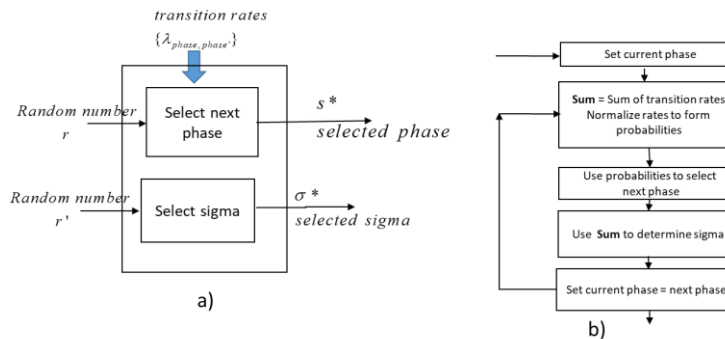 transition rates
{λphase,phase'}
Random number
r
Select next
phase
s*
selected phase
Random number
r'
Select sigma
σ*
selected sigma
a)
Set current phase
Sum = Sum of transition rates
Normalize rates to form
probabilities
Use probabilities to select
next phase
Use Sum to determine sigma
Set current phase = next phase
b)